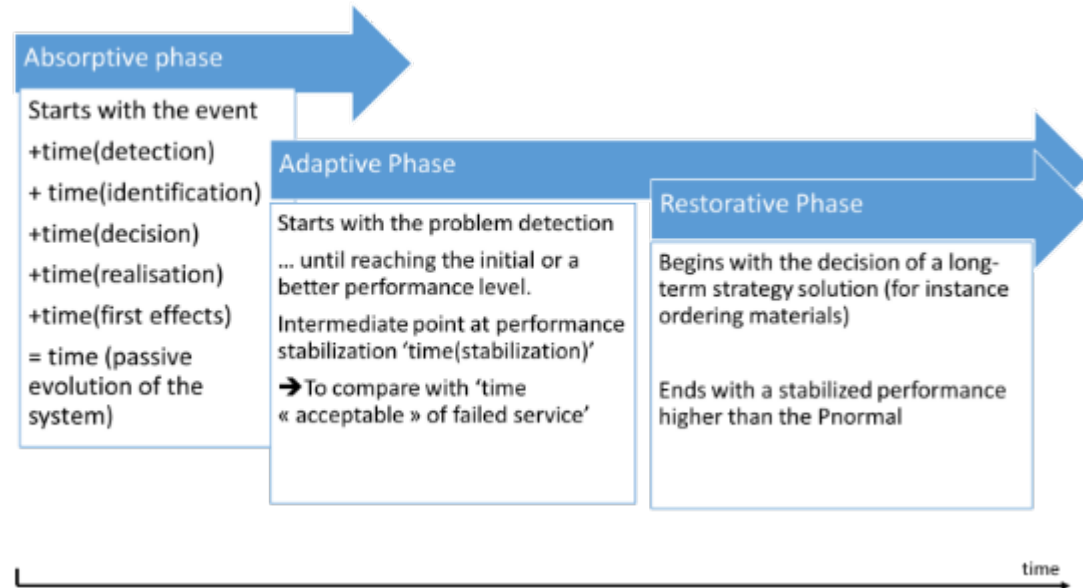 Absorptive phase
Starts with the event
+time(detection)
+ time(identification)
+time(decision)
+time(realisation)
+time(first effects)
= time (passive
evolution of the
system)
Adaptive Phase
Starts with the problem detection
... until reaching the initial or a
better performance level.
Intermediate point at performance
stabilization ‘time(stabilization)’
➔To compare with ‘time
« acceptable » of failed service’
Restorative Phase
Begins with the decision of a long-
term strategy solution (for instance
ordering materials)
Ends with a stabilized performance
higher than the Pnormal
time